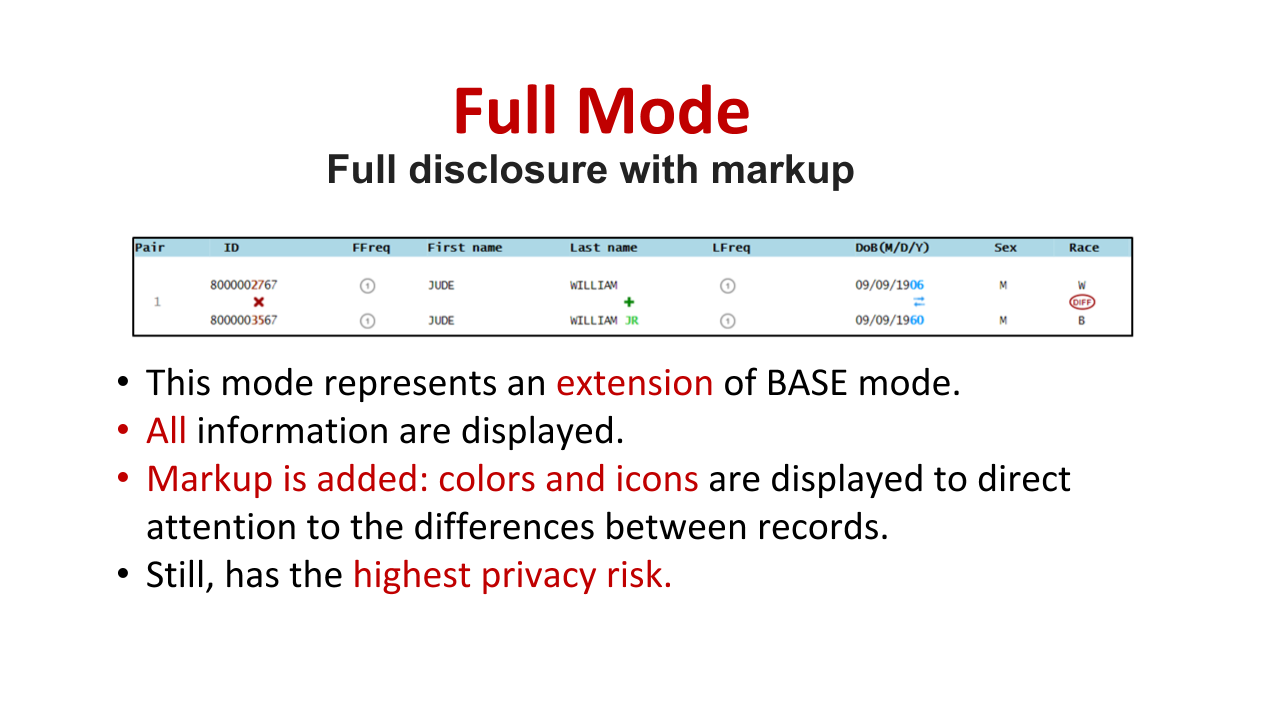 Full Mode
Full disclosure with markup
Pair ID FFreq First name Last name LFreq DoB(M/D/Y) Sex Race
8000002767 1 JUDE WILLIAM 1 09/09/1906 M W
1 DIFF
8000003567 1 JUDE WILLIAM JR 1 09/09/1960 M B
• This mode represents an extension of BASE mode.
• All information are displayed.
• Markup is added: colors and icons are displayed to direct
attention to the differences between records.
• Still, has the highest privacy risk.